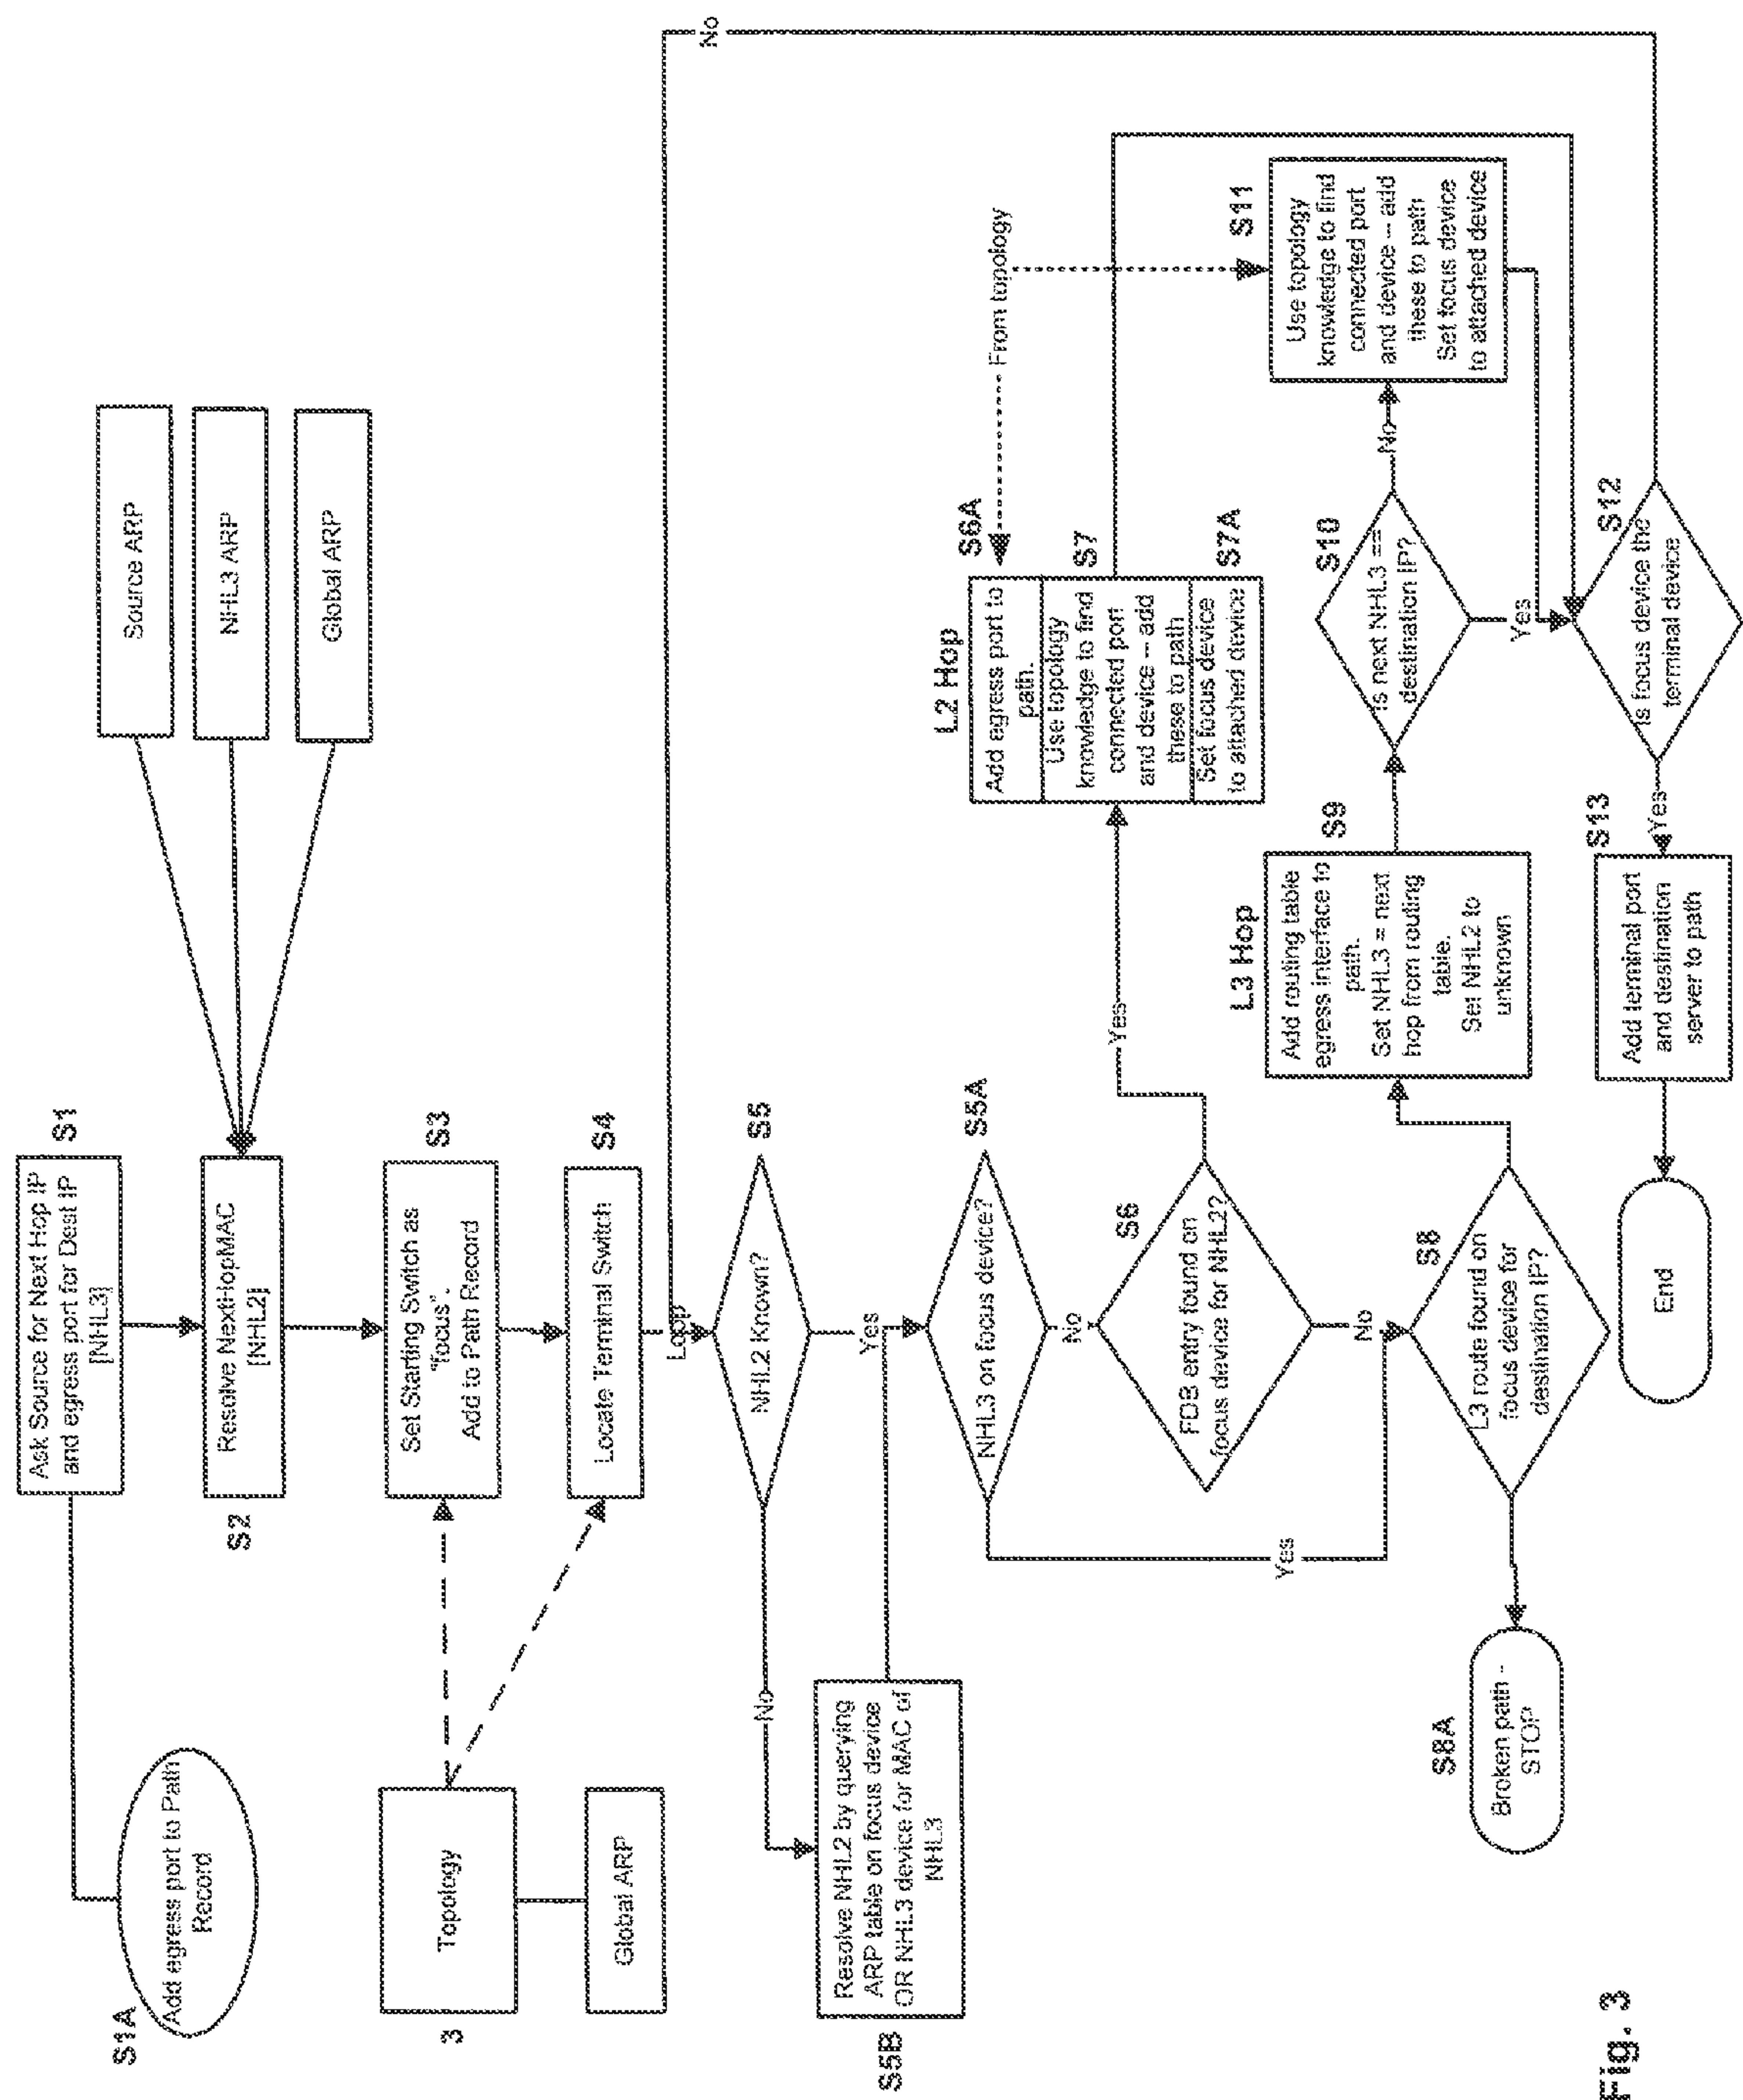 S1A
Add egress port to Path
Record
Ask Source for Next Hop IP
and egress port for Dest IP
[NHL3]
S1
Source ARP
NHL3 ARP
Global ARP
S2
Resolve NextHopMAC
[NHL2]
3
Topology
Global ARP
Set Starting Switch as
"focus".
Add to Path Record
S3
Locate Terminal Switch
S4
Loop
No
NHL2 Known?
S5
No
Yes
S5B
Resolve NHL2 by querying
ARP table on focus device
OR NHL3 device for MAC of
NHL3
NHL3 on focus device?
S5A
No
Yes
FDB entry found on
focus device for NHL2?
S6
Yes
No
L2 Hop
Add egress port to
path.
S6A
From topology
Use topology
knowledge to find
connected port
and device – add
these to path
S7
Set focus device
to attached device
S7A
L3 route found on
focus device for
destination IP?
S8
S8A
Broken path -
STOP
L3 Hop
Add routing table
egress interface to
path.
Set NHL3 = next
hop from routing
table.
Set NHL2 to
unknown
S9
Is next NHL3 ==
destination IP?
S10
No
Yes
Use topology
knowledge to find
connected port
and device – add
these to path
Set focus device
to attached device
S11
Is focus device the
terminal device
S12
Yes
Add terminal port
and destination
server to path
S13
End
Fig. 3